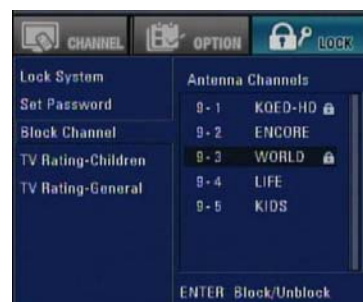 CHANNEL OPTION LOCK
Lock System
Set Password
Block Channel
TV Rating-Children
TV Rating-General
Antenna Channels
9-1 KQED-HD
9-2 ENCORE
9-3 WORLD
9-4 LIFE
9-5 KIDS
ENTER Block/Unblock